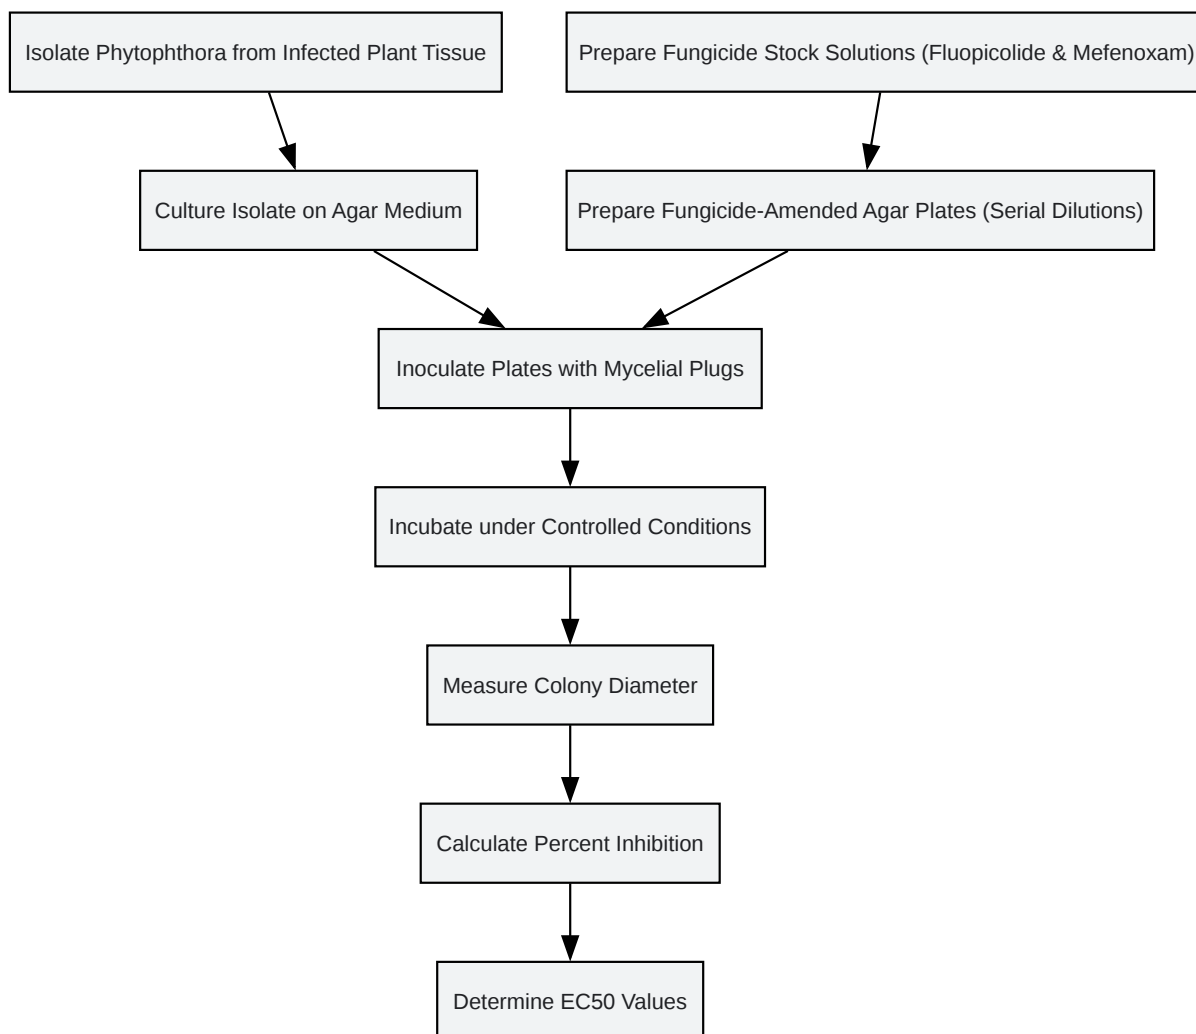 Isolate Phytophthora from Infected Plant Tissue
Prepare Fungicide Stock Solutions (Fluopicolide & Mefenoxam)
Culture Isolate on Agar Medium
Prepare Fungicide-Amended Agar Plates (Serial Dilutions)
Inoculate Plates with Mycelial Plugs
Incubate under Controlled Conditions
Measure Colony Diameter
Calculate Percent Inhibition
Determine EC50 Values